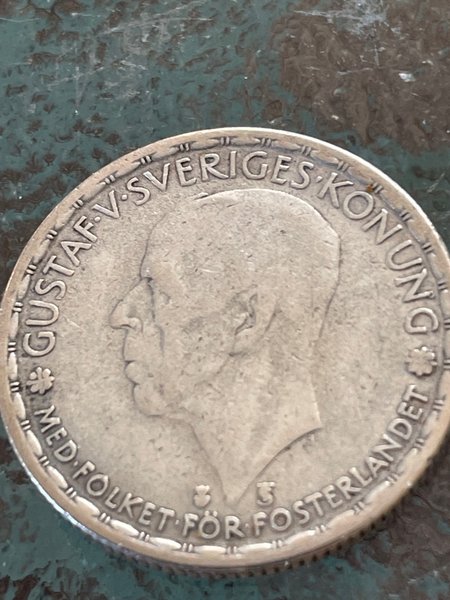 GUSTAF·V·SVERIGES·KONUNG
MED·FOLKET·FÖR·FOSTERLANDET